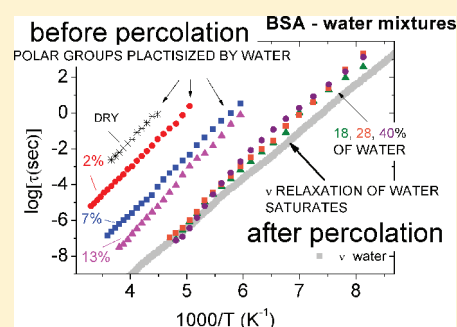 before percolation
BSA - water mixtures
POLAR GROUPS PLACTISIZED BY WATER
DRY
2%
7%
13%
18, 28, 40%
OF WATER
ν RELAXATION OF WATER
SATURATES
after percolation
ν water
log[τ(sec)]
2
0
-2
-4
-6
-8
4
5
6
7
8
1000/T (K⁻¹)